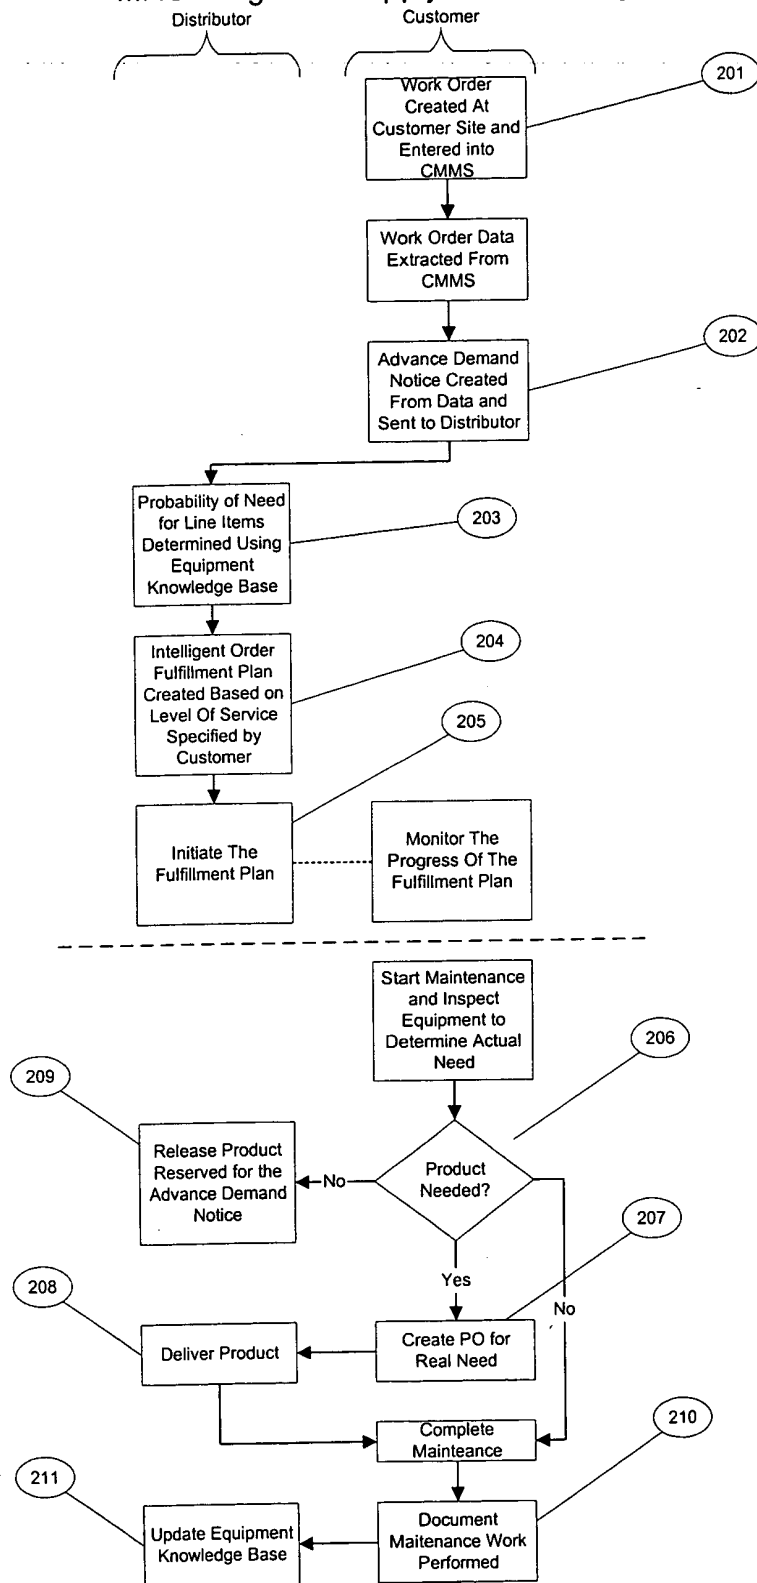 Distributor
Customer
Work Order
Created At
Customer Site and
Entered into
CMMS
201
Work Order Data
Extracted From
CMMS
Advance Demand
Notice Created
From Data and
Sent to Distributor
202
Probability of Need
for Line Items
Determined Using
Equipment
Knowledge Base
203
Intelligent Order
Fulfillment Plan
Created Based on
Level Of Service
Specified by
Customer
204
205
Initiate The
Fulfillment Plan
Monitor The
Progress Of The
Fulfillment Plan
Start Maintenance
and Inspect
Equipment to
Determine Actual
Need
206
209
Release Product
Reserved for the
Advance Demand
Notice
No
Product
Needed?
207
Yes
No
208
Deliver Product
Create PO for
Real Need
Complete
Mainteance
210
211
Update Equipment
Knowledge Base
Document
Maitenance Work
Performed